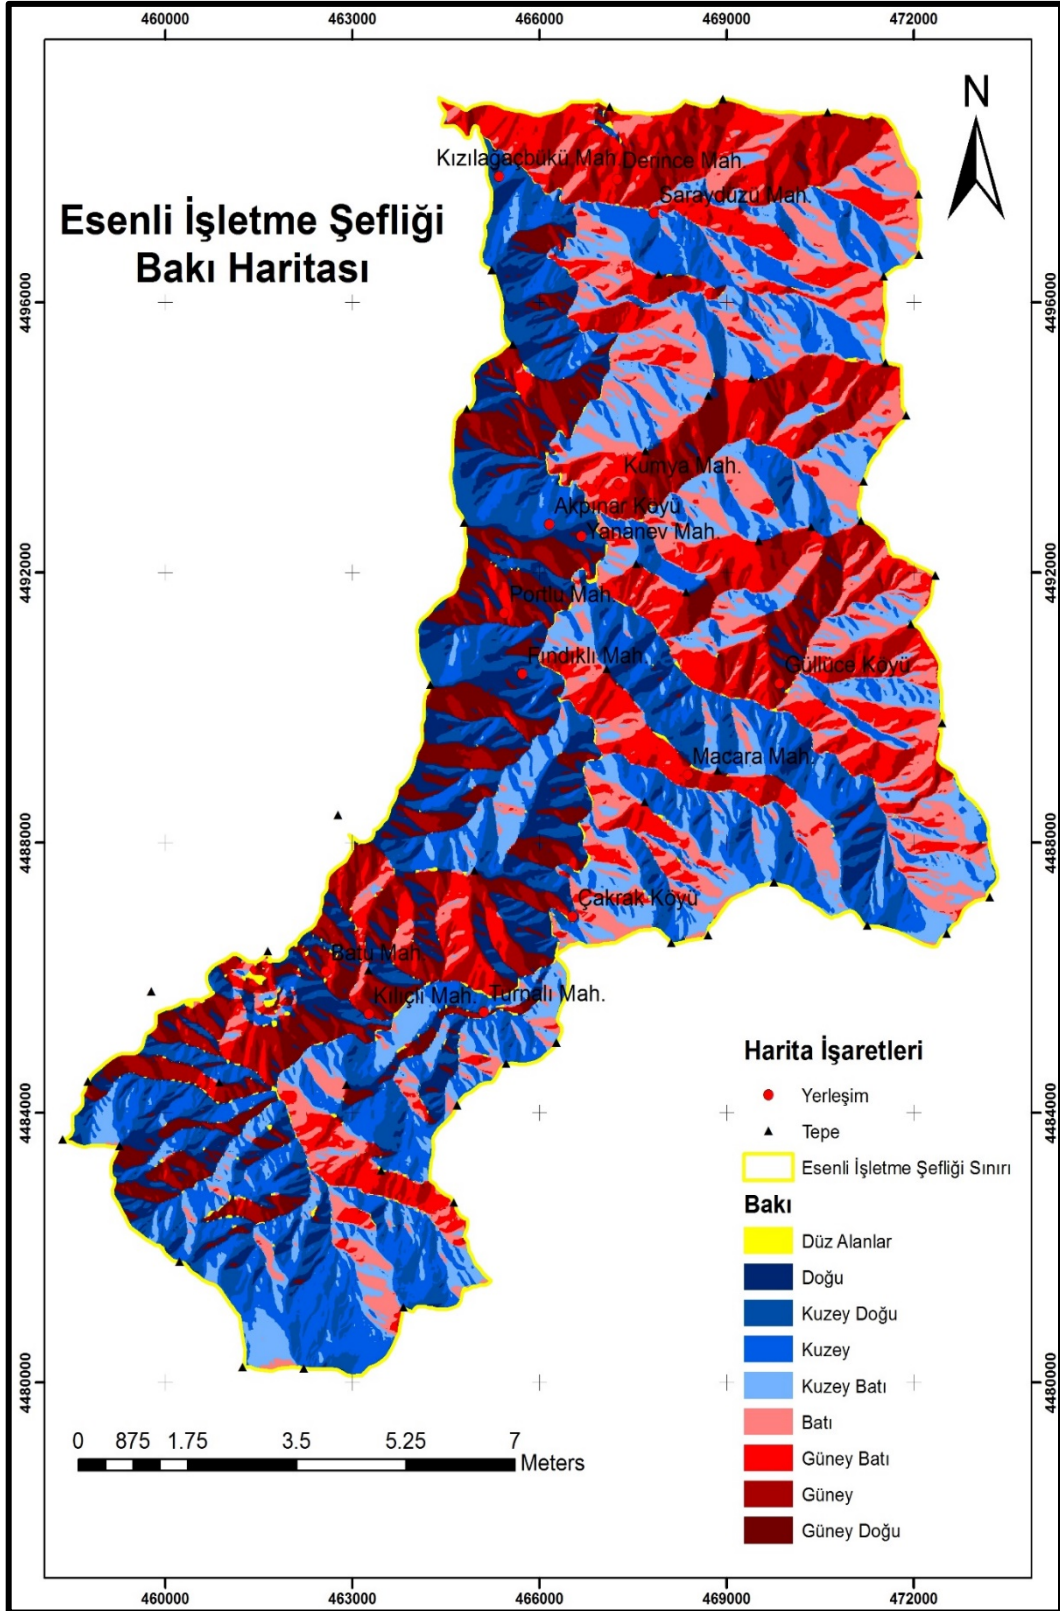 460000 463000 466000 469000 472000
N
Esenli İşletme Şefliği
Bakı Haritası
Kızılağaçbükü Mah. Derince Mah.
Sarayduzu Mah.
4496000 4496000
Kumya Mah.
Akpınar Köyü
Yananev Mah.
4492000 4492000
Portlu Mah.
Fındıklı Mah.
Güllüce Köyü
Macara Mah.
4488000 4488000
Çakrak Köyü
Batu Mah.
Kılıçlı Mah. Turnalı Mah.
Harita İşaretleri
Yerleşim
4484000 4484000
Tepe
Esenli İşletme Şefliği Sınırı
Bakı
Düz Alanlar
Doğu
Kuzey Doğu
Kuzey
Kuzey Batı
4480000 4480000
Batı
Güney Batı
Güney
Güney Doğu
0 875 1.75 3.5 5.25 7
Meters
460000 463000 466000 469000 472000